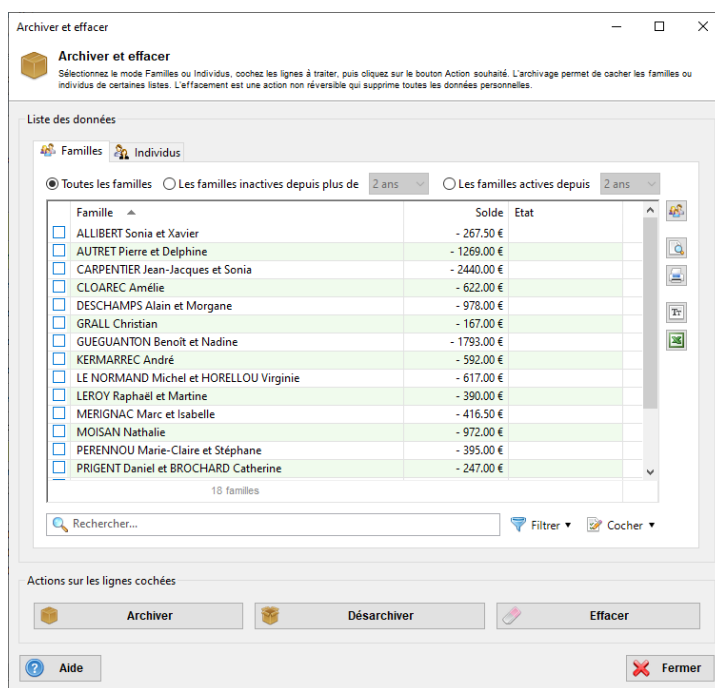 Archiver et effacer
Archiver et effacer
Sélectionnez le mode Familles ou Individus, cochez les lignes à traiter, puis cliquez sur le bouton Action souhaité. L'archivage permet de cacher les familles ou
individus de certaines listes. L'effacement est une action non réversible qui supprime toutes les données personnelles.
Liste des données
Familles Individus
Toutes les familles Les familles inactives depuis plus de 2 ans Les familles actives depuis 2 ans
Famille Solde Etat
ALLIBERT Sonia et Xavier - 267.50 €
AUTRET Pierre et Delphine - 1269.00 €
CARPENTIER Jean-Jacques et Sonia - 2440.00 €
CLOAREC Amélie - 622.00 €
DESCHAMPS Alain et Morgane - 978.00 €
GRALL Christian - 167.00 €
GUEGUANTON Benoît et Nadine - 1793.00 €
KERMARREC André - 592.00 €
LE NORMAND Michel et HORELLOU Virginie - 617.00 €
LEROY Raphaël et Martine - 390.00 €
MERIGNAC Marc et Isabelle - 416.50 €
MOISAN Nathalie - 972.00 €
PERENNOU Marie-Claire et Stéphane - 395.00 €
PRIGENT Daniel et BROCHARD Catherine - 247.00 €
18 familles
Rechercher... Filtrer Cocher
Actions sur les lignes cochées
Archiver Désarchiver Effacer
Aide Fermer